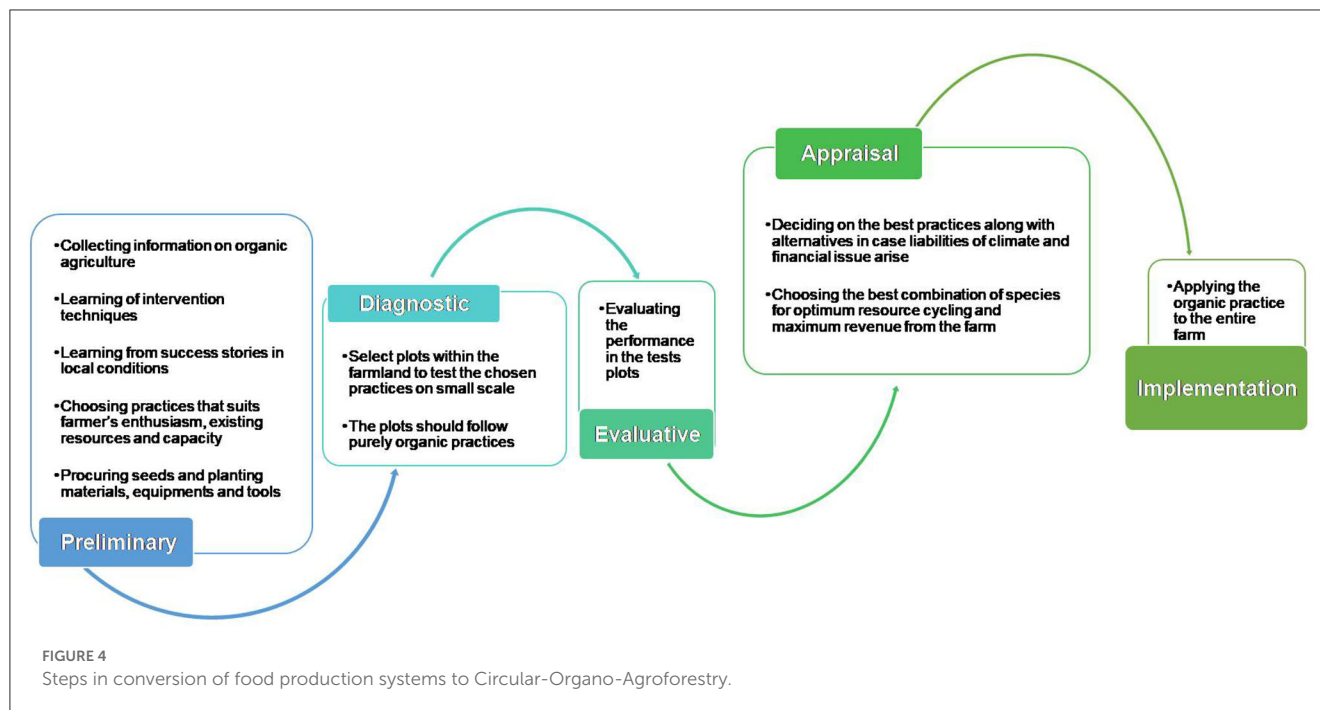 •Collecting information on organic
agriculture
•Learning of intervention
techniques
•Learning from success stories in
local conditions
•Choosing practices that suits
farmer's enthusiasm, existing
resources and capacity
•Procuring seeds and planting
materials, equipments and tools
Preliminary
Diagnostic
•Select plots within the
farmland to test the chosen
practices on small scale
•The plots should follow
purely organic practices
•Evaluating
the
performance
in the tests
plots
Evaluative
Appraisal
•Deciding on the best practices along with
alternatives in case liabilities of climate and
financial issue arise
•Choosing the best combination of species
for optimum resource cycling and
maximum revenue from the farm
•Applying the
organic practice
to the entire
farm
Implementation
FIGURE 4
Steps in conversion of food production systems to Circular-Organo-Agroforestry.